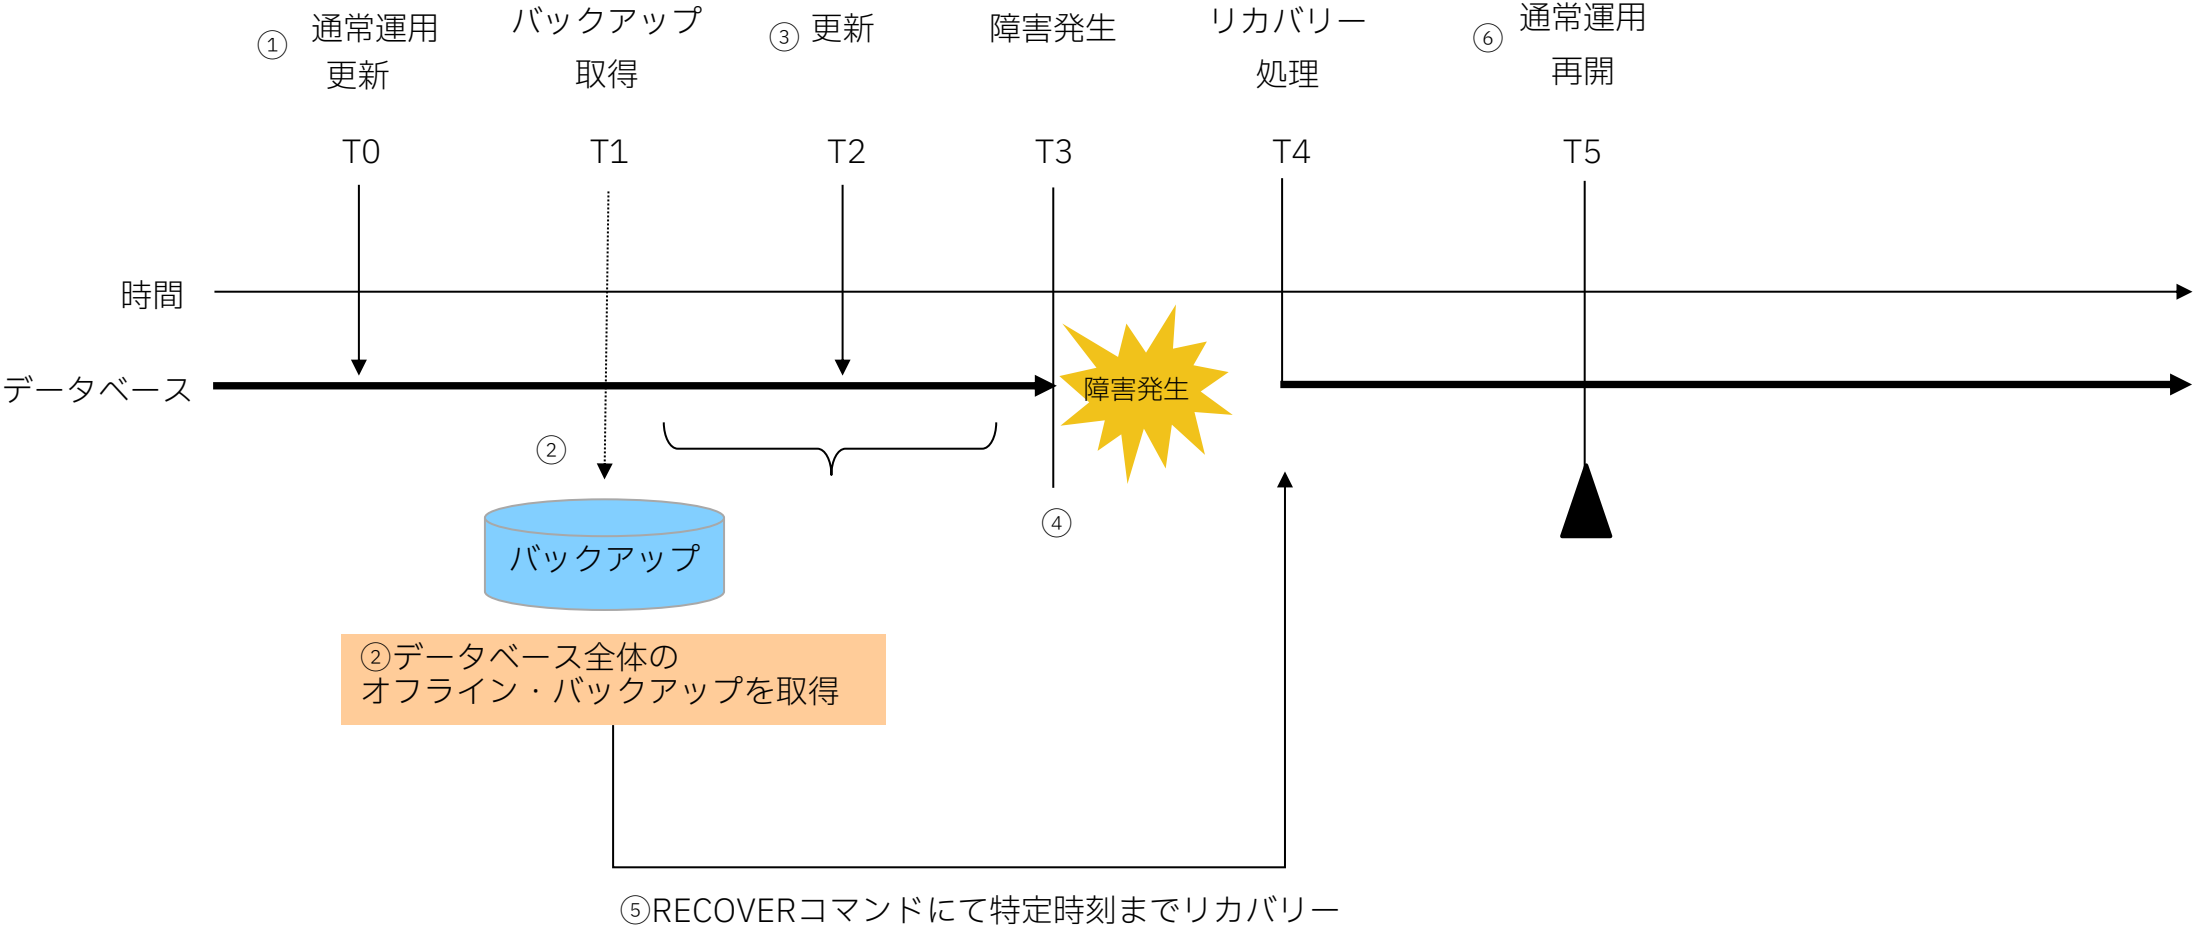 ① 通常運用
更新
バックアップ
取得
③ 更新
障害発生
リカバリー
処理
⑥ 通常運用
再開
T0
T1
T2
T3
T4
T5
時間
データベース
障害発生
②
④
バックアップ
②データベース全体の
オフライン・バックアップを取得
⑤RECOVERコマンドにて特定時刻までリカバリー